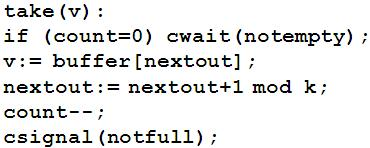 take(v):
if (count=0) cwait(notempty);
v:= buffer[nextout];
nextout:= nextout+1 mod k;
count--;
csignal(notfull);